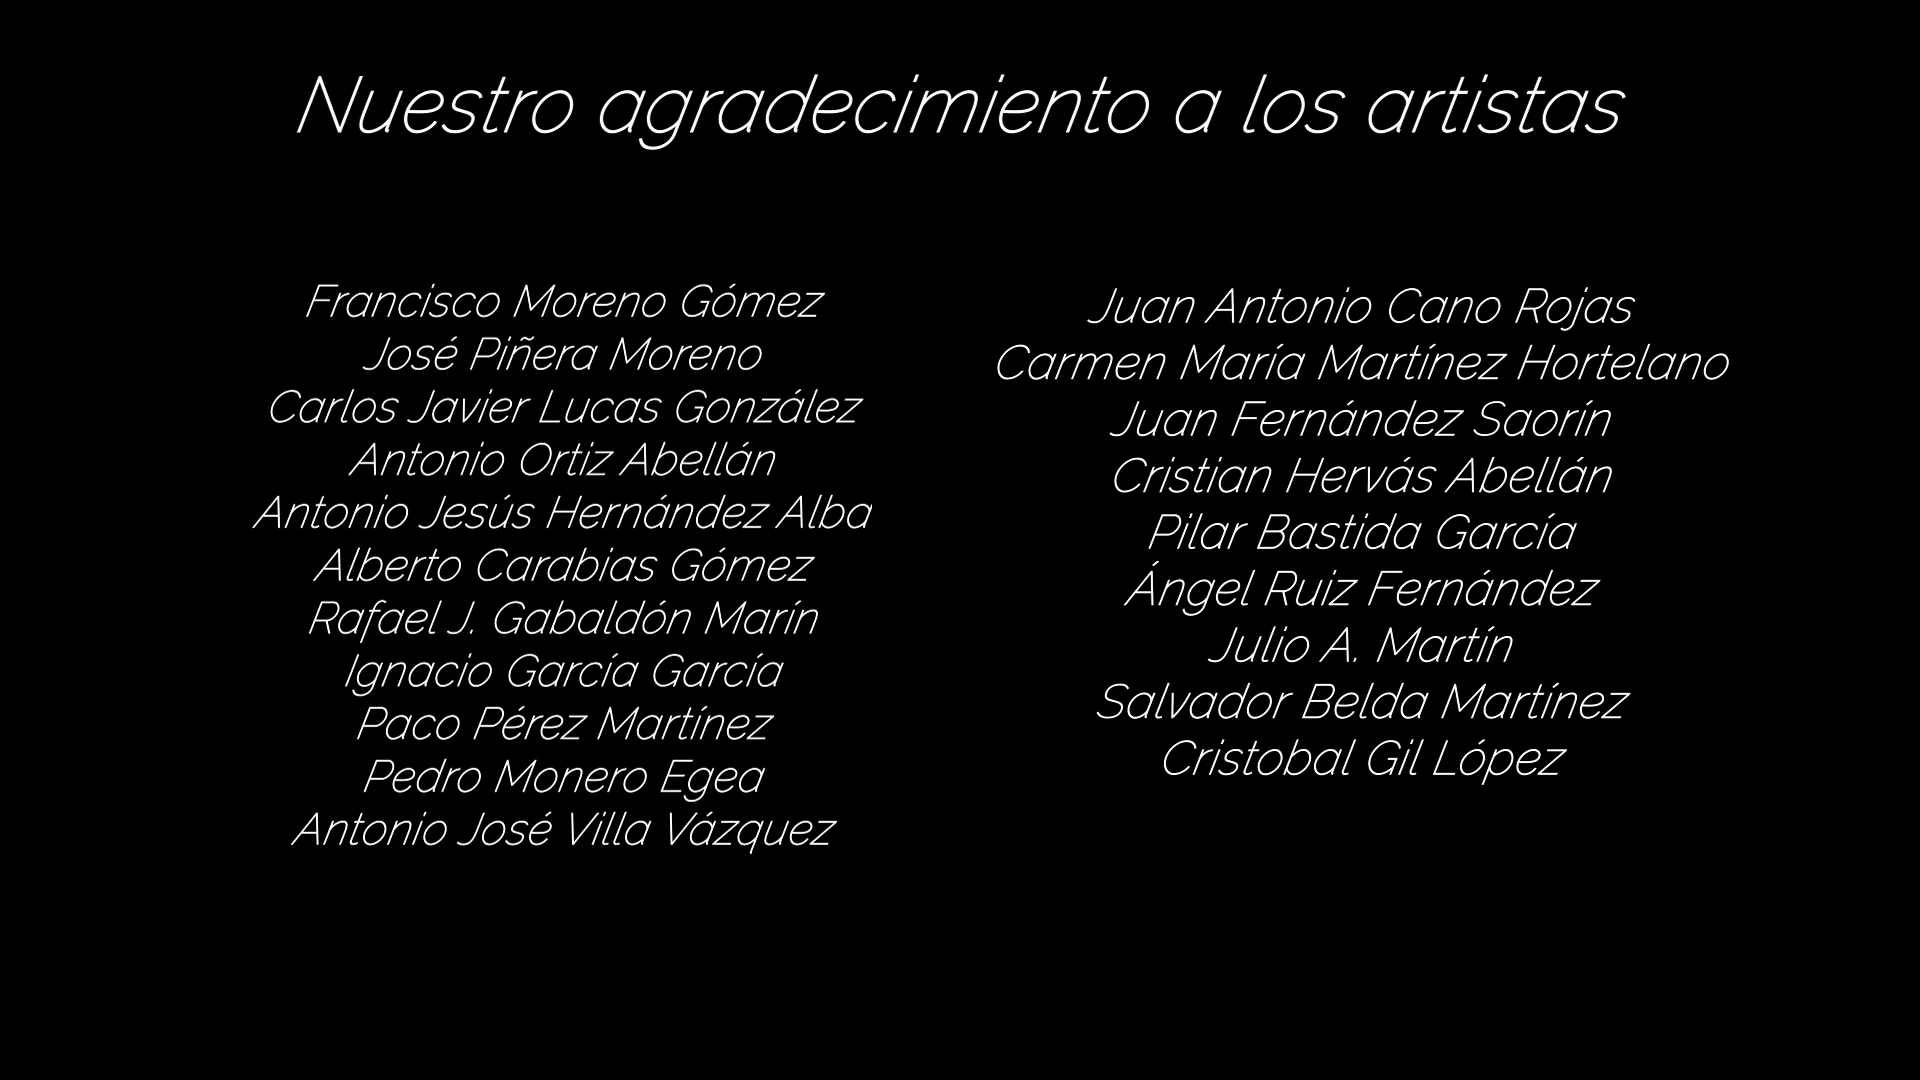 Nuestro agradecimiento a los artistas
Francisco Moreno Gómez
José Piñera Moreno
Carlos Javier Lucas González
Antonio Ortiz Abellán
Antonio Jesús Hernández Alba
Alberto Carabias Gómez
Rafael J. Gabaldón Marín
Ignacio García García
Paco Pérez Martínez
Pedro Monero Egea
Antonio José Villa Vázquez
Juan Antonio Cano Rojas
Carmen María Martínez Hortelano
Juan Fernández Saorín
Cristian Hervás Abellán
Pilar Bastida García
Ángel Ruiz Fernández
Julio A. Martín
Salvador Belda Martínez
Cristobal Gil López